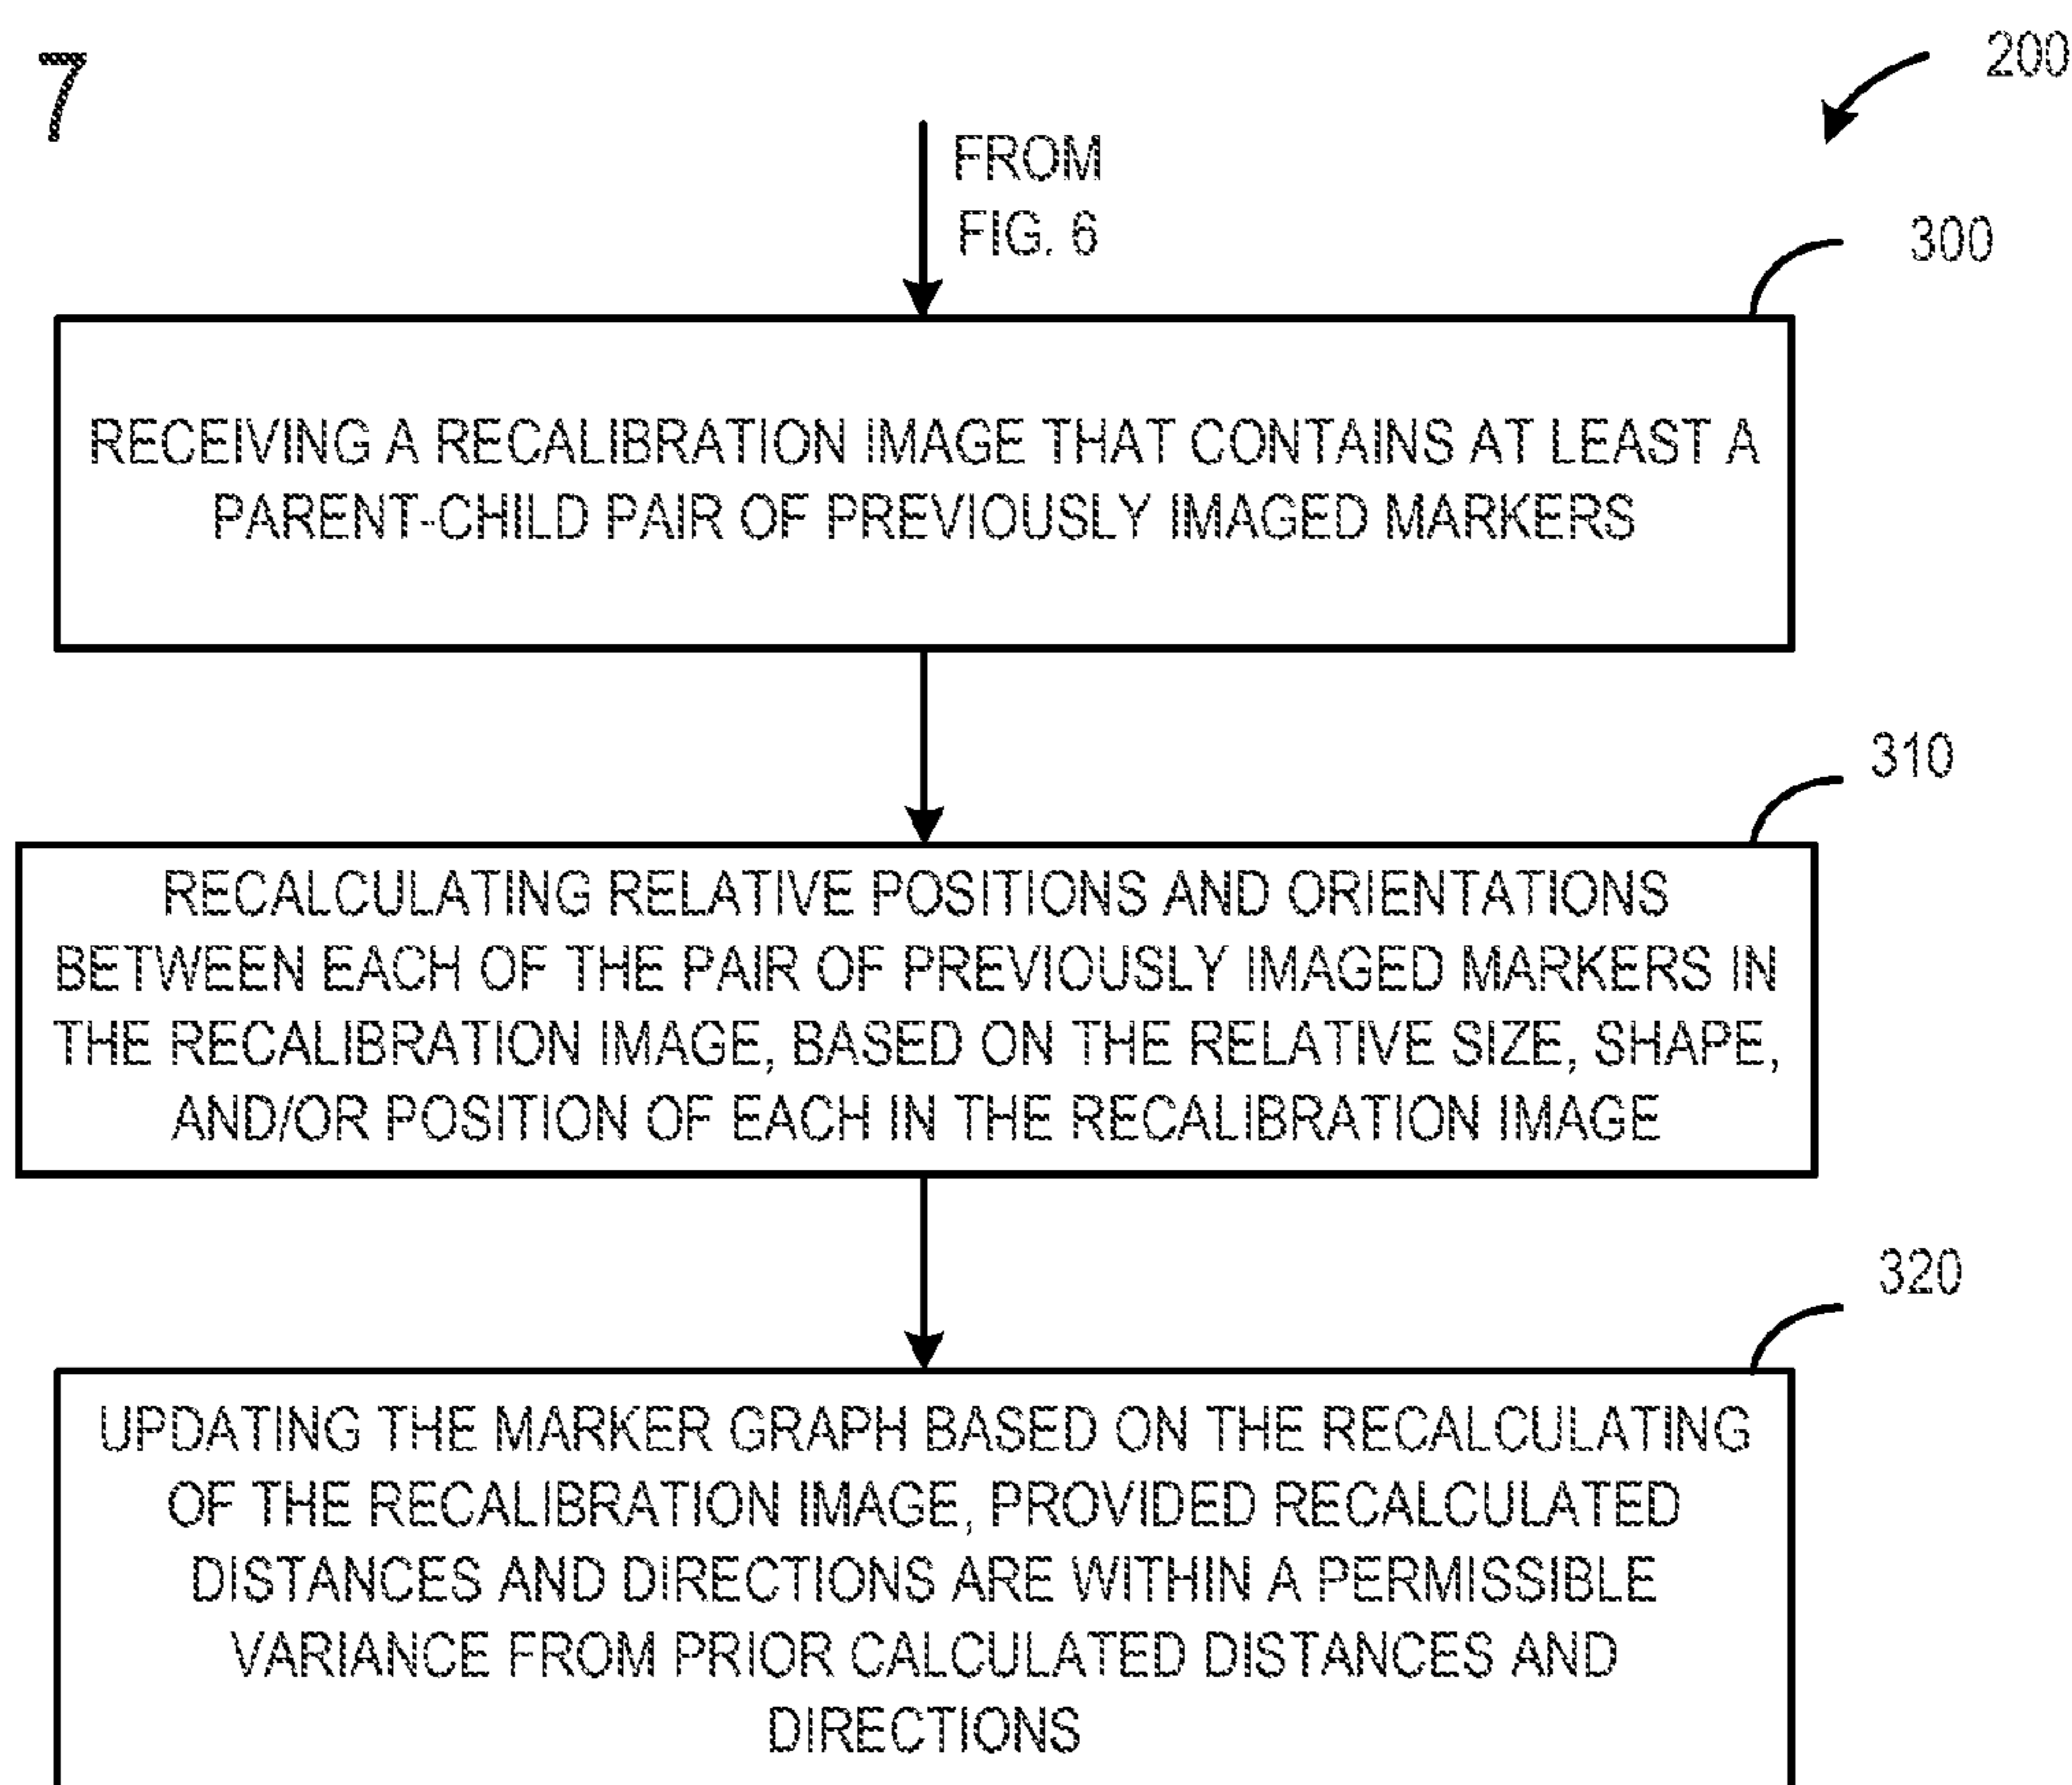 7
200
FROM
FIG. 6
300
RECEIVING A RECALIBRATION IMAGE THAT CONTAINS AT LEAST A
PARENT-CHILD PAIR OF PREVIOUSLY IMAGED MARKERS
310
RECALCULATING RELATIVE POSITIONS AND ORIENTATIONS
BETWEEN EACH OF THE PAIR OF PREVIOUSLY IMAGED MARKERS IN
THE RECALIBRATION IMAGE, BASED ON THE RELATIVE SIZE, SHAPE,
AND/OR POSITION OF EACH IN THE RECALIBRATION IMAGE
320
UPDATING THE MARKER GRAPH BASED ON THE RECALCULATING
OF THE RECALIBRATION IMAGE, PROVIDED RECALCULATED
DISTANCES AND DIRECTIONS ARE WITHIN A PERMISSIBLE
VARIANCE FROM PRIOR CALCULATED DISTANCES AND
DIRECTIONS